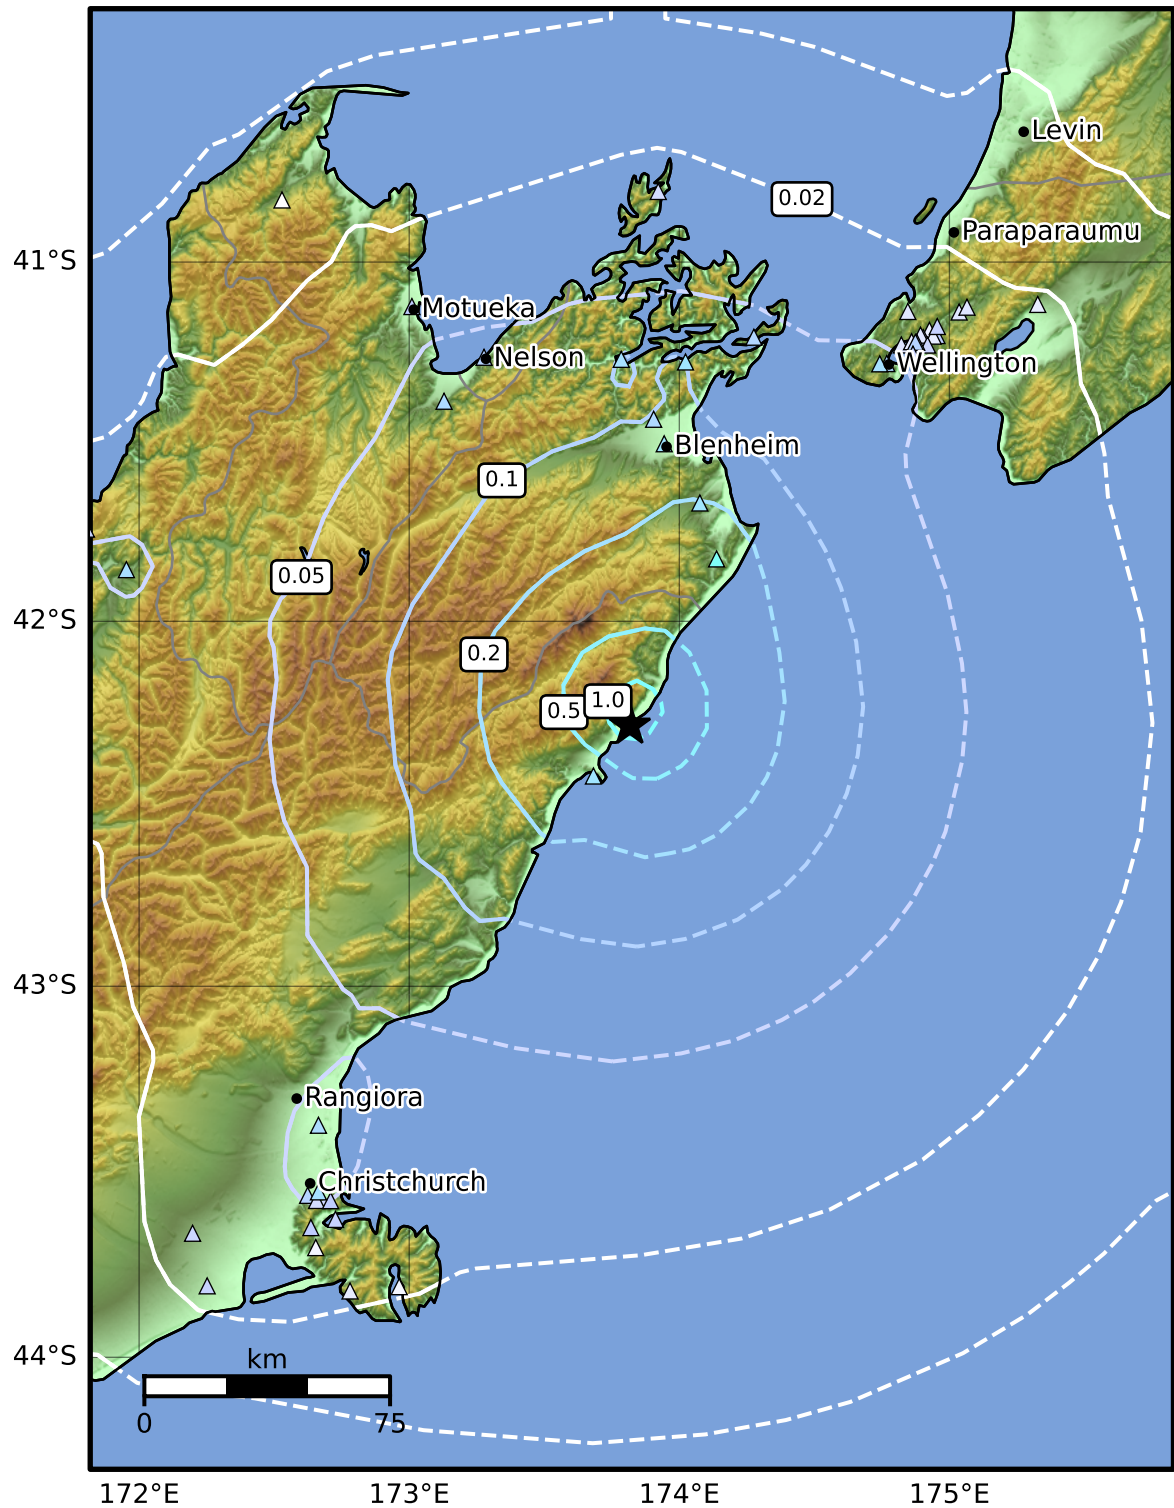 Levin
0.02
Paraparaumu
41°S
Motueka
Nelson
Wellington
Blenheim
0.1
0.05
42°S
0.2
0.5
1.0
43°S
Rangiora
Christchurch
44°S
km
0
75
172°E
173°E
174°E
175°E